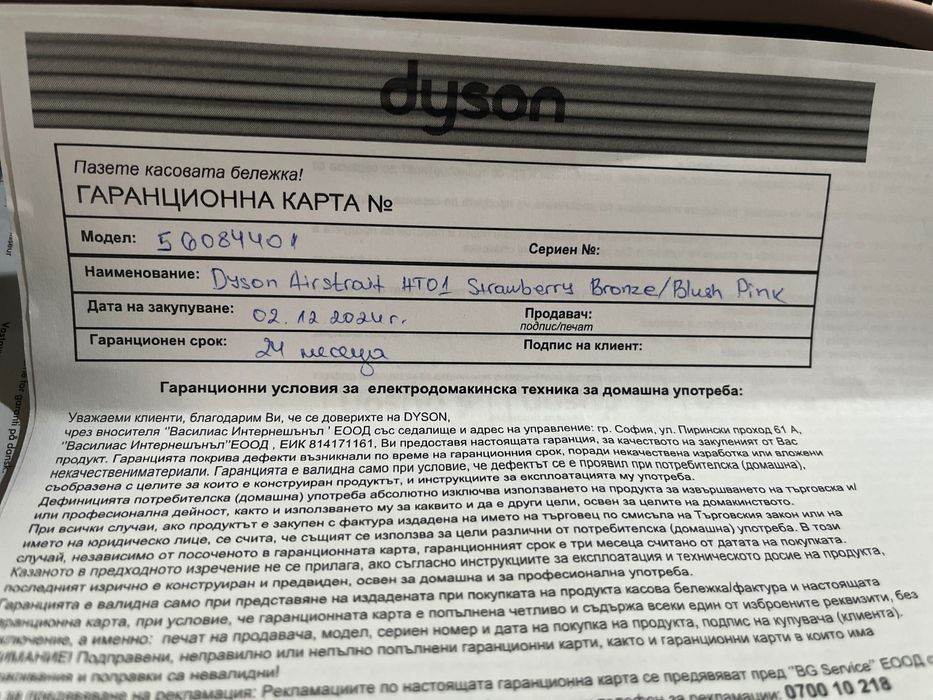 dyson
Пазете касовата бележка!
ГАРАНЦИОННА КАРТА №
Модел: 5Q084401 Сериен №:
Наименование: Dyson Airstrait HT01 Strawberry Bronze/Blush Pink
Дата на закупуване: 02.12.2024г. Продавач:
подпис/печат
Гаранционен срок: 24 месеца Подпис на клиент:
Гаранционни условия за електродомакинска техника за домашна употреба:
Уважаеми клиенти, благодарим Ви, че се доверихте на DYSON,
чрез вносителя "Василиас Интернешънъл ' ЕООД със седалище и адрес на управление: гр. София, ул. Пирински проход 61 А,
"Василиас Интернешънъл"ЕООД , ЕИК 814171161, Ви предоставя настоящата гаранция, за качеството на закупеният от Вас
продукт. Гаранцията покрива дефекти възникнали по време на гаранционния срок, поради некачествена изработка или вложени
некачествениматериали. Гаранцията е валидна само при условие, че дефектът се е проявил при потребителска (домашна),
съобразена с целите за които е конструиран продуктът, и инструкциите за експлоатацията му употреба.
Дефиницията потребителска (домашна) употреба абсолютно изключва използването на продукта за извършването на търговска и/
или професионална дейност, както и използването му за каквито и да е други цели, освен за целите на домакинството.
При всички случаи, ако продуктът е закупен с фактура издадена на името на търговец по смисъла на Търговския закон или на
името на юридическо лице, се счита, че същият се използва за цели различни от потребителска (домашна) употреба. В този
случай, независимо от посоченото в гаранционната карта, гаранционният срок е три месеца считано от датата на покупката.
Казаното в предходното изречение не се прилага, ако съгласно инструкциите за експлоатация и техническото досие на продукта,
последният изрично е конструиран и предвиден, освен за домашна и за професионална употреба.
Гаранцията е валидна само при представяне на издадената при покупката на продукта касова бележка/фактура и настоящата
гаранционна карта, при условие, че гаранционната карта е попълнена четливо и съдържа всеки един от изброените реквизити, без
изключение, а именно: печат на продавача, модел, сериен номер и дата на покупка на продукта, подпис на купувача (клиента).
ВНИМАНИЕ! Подправени, неправилно или непълно попълнени гаранционни карти, както и гаранционни карти в които има
и поправки са невалидни!
за предявяване на рекламация: Рекламациите по настоящата гаранционна карта се предявяват пред "BG Service" ЕООД
за рекламации: 0700 10 218